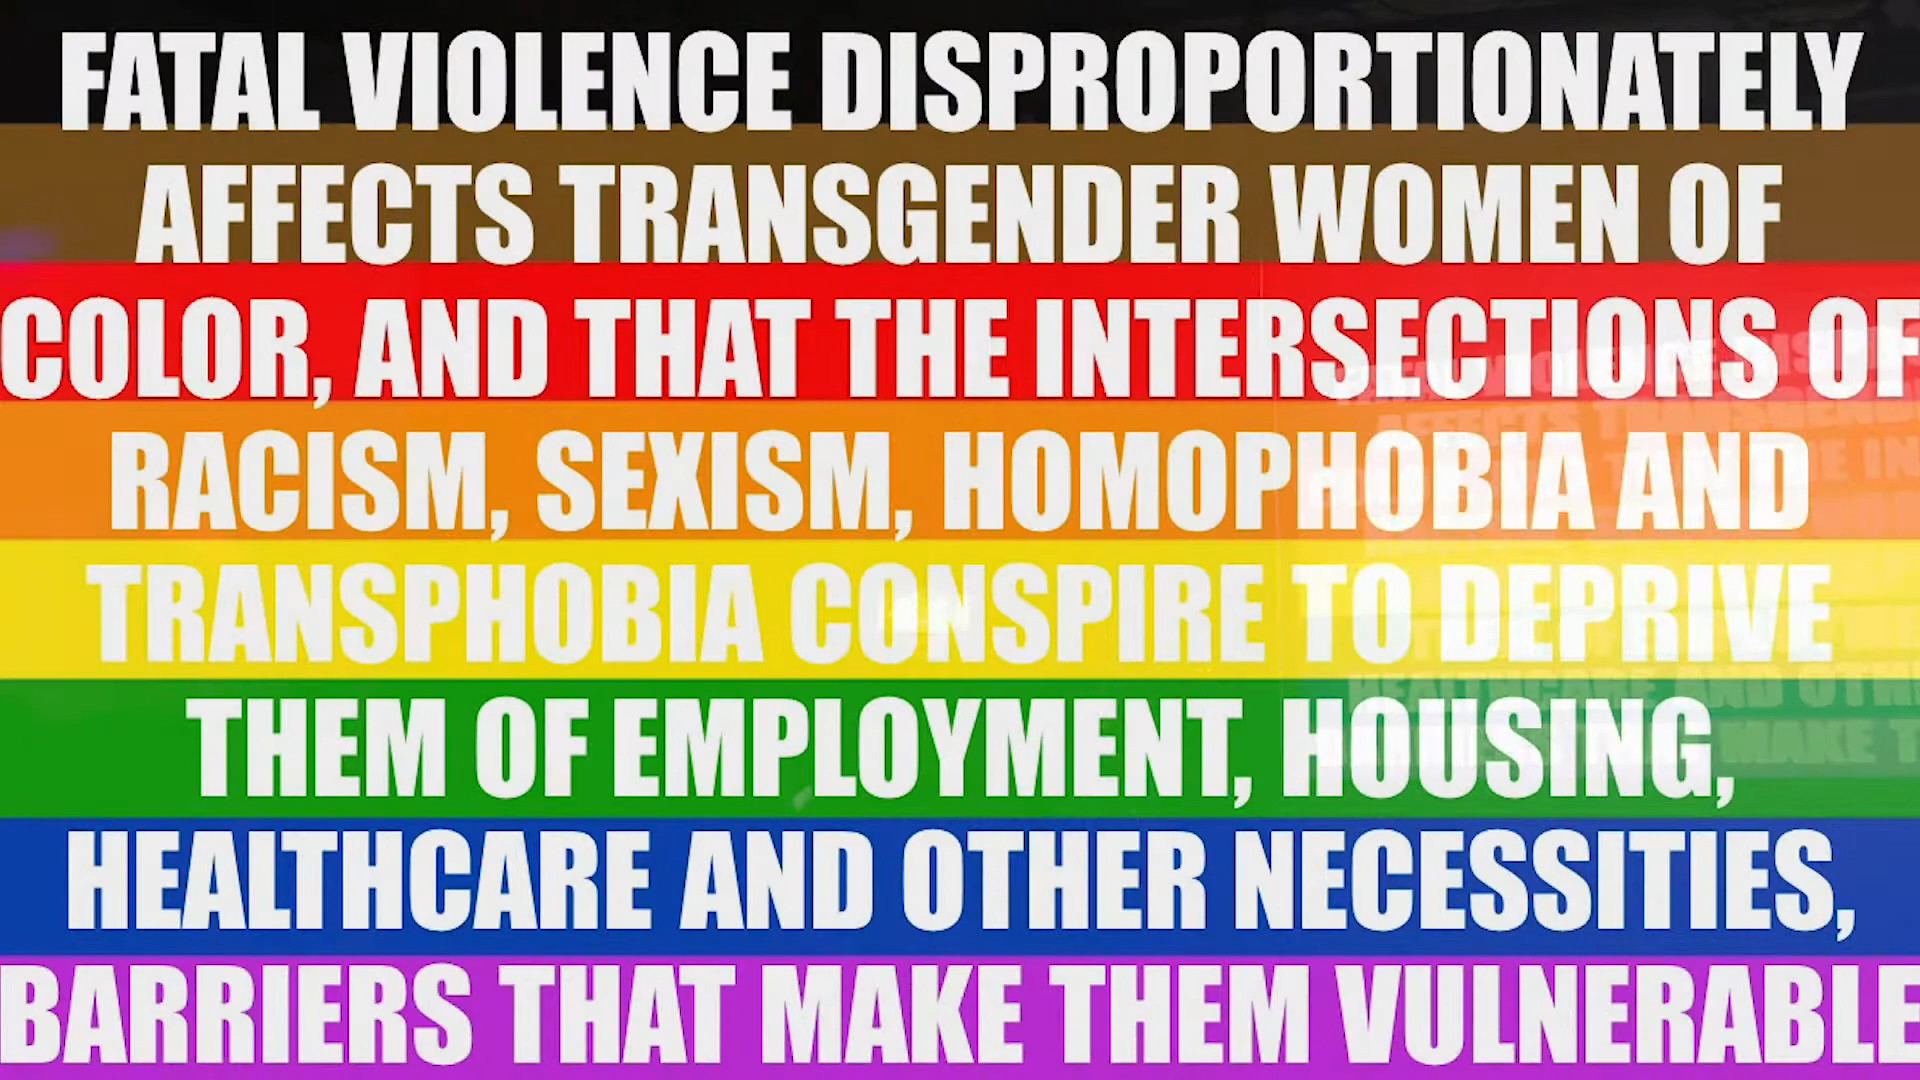 FATAL VIOLENCE DISPROPORTIONATELY
AFFECTS TRANSGENDER WOMEN OF
COLOR, AND THAT THE INTERSECTIONS OF
RACISM, SEXISM, HOMOPHOBIA AND
TRANSPHOBIA CONSPIRE TO DEPRIVE
THEM OF EMPLOYMENT, HOUSING,
HEALTHCARE AND OTHER NECESSITIES,
BARRIERS THAT MAKE THEM VULNERABLE